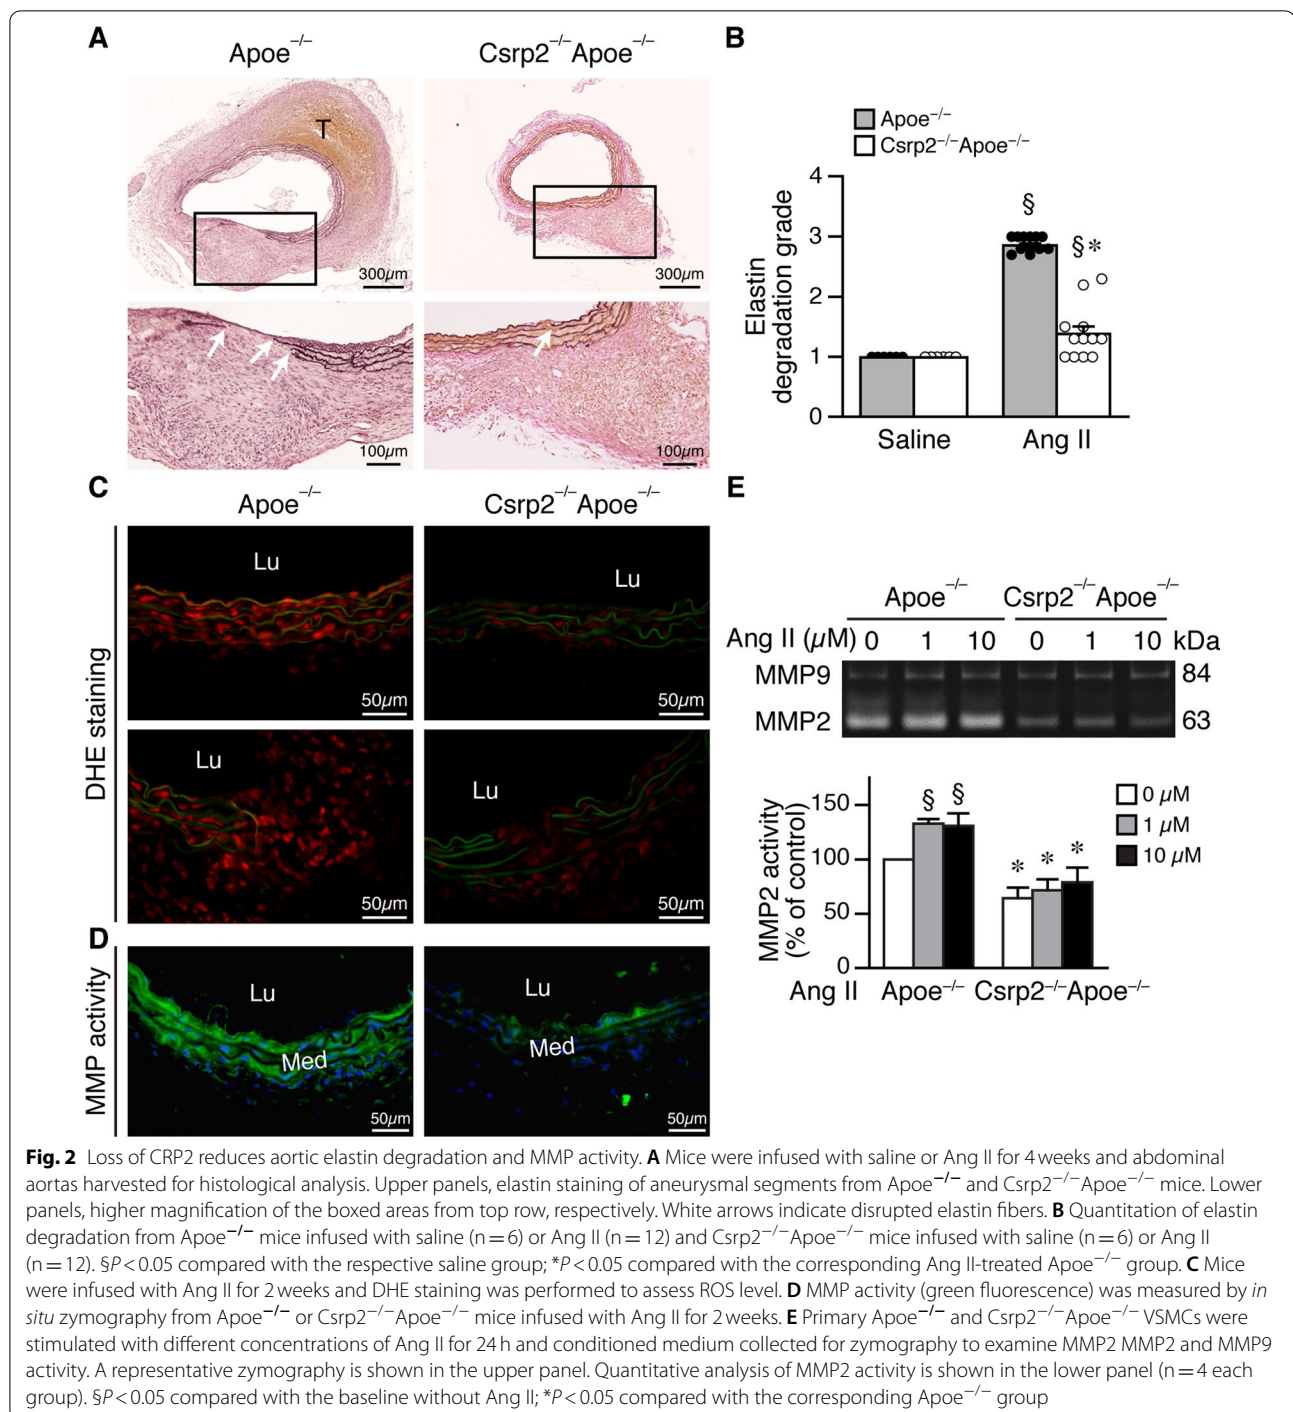 A
Apoe−/−
Csrp2−/−Apoe−/−
T
300µm
300µm
100µm
100µm
B
Apoe−/−
Csrp2−/−Apoe−/−
Elastin
degradation grade
4
3
2
1
0
§
§*
Saline
Ang II
C
Apoe−/−
Csrp2−/−Apoe−/−
DHE staining
Lu
50µm
Lu
50µm
Lu
50µm
Lu
50µm
D
MMP activity
Lu
Med
50µm
Lu
Med
50µm
E
Apoe−/− Csrp2−/−Apoe−/−
Ang II (µM) 0 1 10 0 1 10 kDa
MMP9 84
MMP2 63
MMP2 activity
(% of control)
150
100
50
0
§ §
* * *
0 µM
1 µM
10 µM
Ang II Apoe−/− Csrp2−/−Apoe−/−
Fig. 2 Loss of CRP2 reduces aortic elastin degradation and MMP activity. A Mice were infused with saline or Ang II for 4 weeks and abdominal
aortas harvested for histological analysis. Upper panels, elastin staining of aneurysmal segments from Apoe−/− and Csrp2−/−Apoe−/− mice. Lower
panels, higher magnification of the boxed areas from top row, respectively. White arrows indicate disrupted elastin fibers. B Quantitation of elastin
degradation from Apoe−/− mice infused with saline (n = 6) or Ang II (n = 12) and Csrp2−/−Apoe−/− mice infused with saline (n = 6) or Ang II
(n = 12). §P < 0.05 compared with the respective saline group; *P < 0.05 compared with the corresponding Ang II-treated Apoe−/− group. C Mice
were infused with Ang II for 2 weeks and DHE staining was performed to assess ROS level. D MMP activity (green fluorescence) was measured by in
situ zymography from Apoe−/− or Csrp2−/−Apoe−/− mice infused with Ang II for 2 weeks. E Primary Apoe−/− and Csrp2−/−Apoe−/− VSMCs were
stimulated with different concentrations of Ang II for 24 h and conditioned medium collected for zymography to examine MMP2 MMP2 and MMP9
activity. A representative zymography is shown in the upper panel. Quantitative analysis of MMP2 activity is shown in the lower panel (n = 4 each
group). §P < 0.05 compared with the baseline without Ang II; *P < 0.05 compared with the corresponding Apoe−/− group